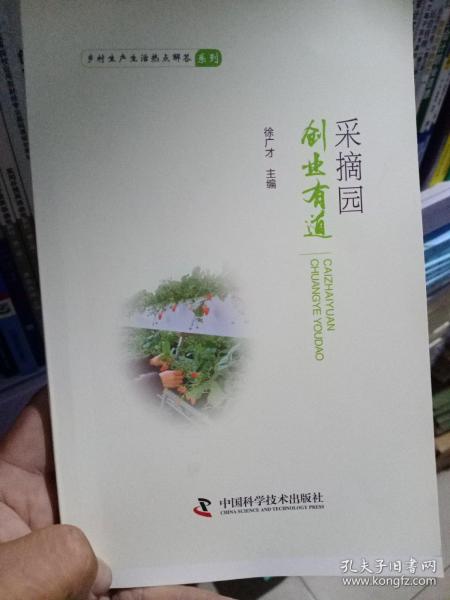 乡村生产生活热点解答 系列
采摘园
创业有道
CAIZHAIYUAN
CHUANGYE YOUDAO
徐广才 主编
中国科学技术出版社
CHINA SCIENCE AND TECHNOLOGY PRESS
孔夫子旧书网
www.kongfz.com